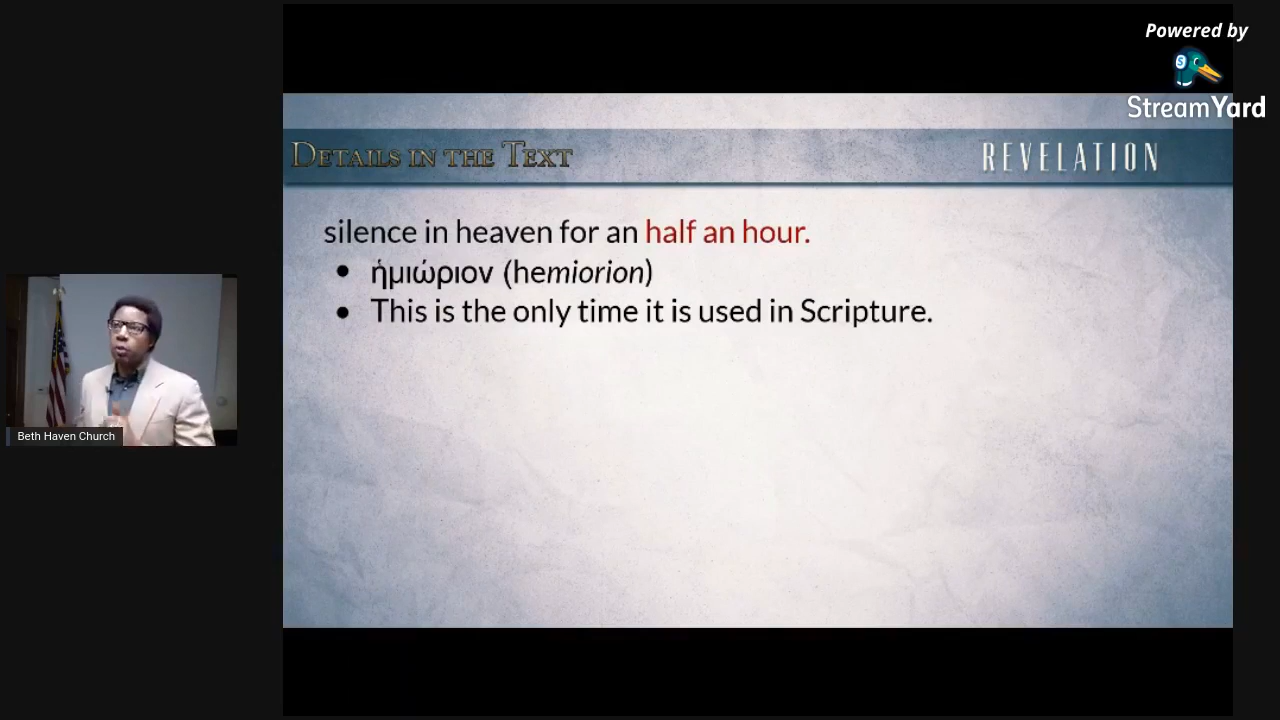 Powered by
StreamYard
DETAILS IN THE TEXT
REVELATION
silence in heaven for an half an hour.
• ἡμιώριον (hemiorion)
• This is the only time it is used in Scripture.
Beth Haven Church